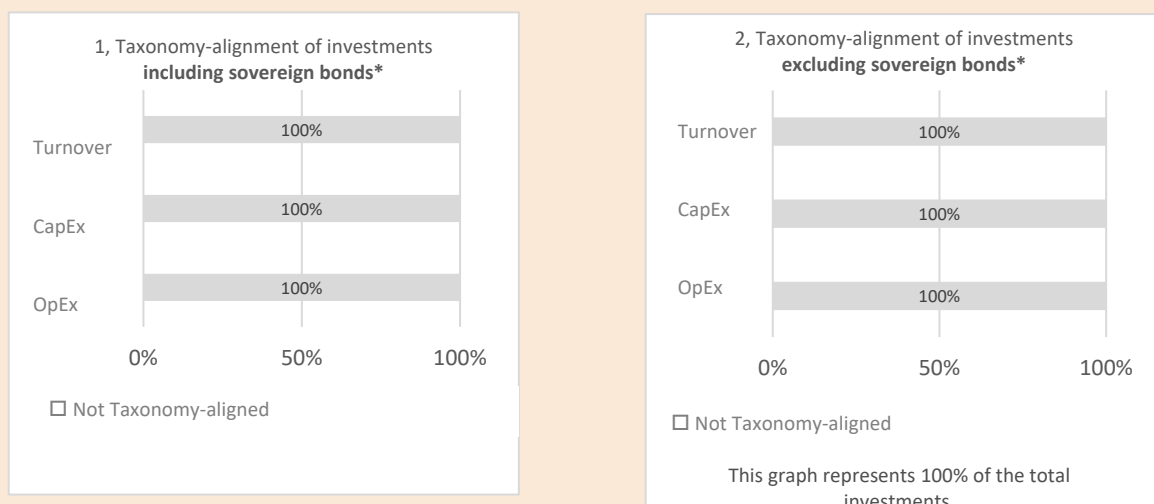 1, Taxonomy-alignment of investments
including sovereign bonds*
Turnover
100%
CapEx
100%
OpEx
100%
0% 50% 100%
Not Taxonomy-aligned
2, Taxonomy-alignment of investments
excluding sovereign bonds*
Turnover
100%
CapEx
100%
OpEx
100%
0% 50% 100%
Not Taxonomy-aligned
This graph represents 100% of the total
investments